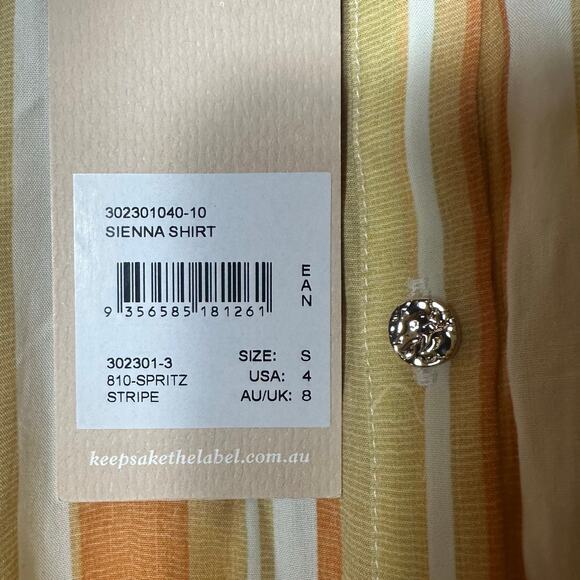 302301040-10
SIENNA SHIRT
EAN
9 356585 181261
302301-3
810-SPRITZ
STRIPE
SIZE: S
USA: 4
AU/UK: 8
keepsakethelabel.com.au